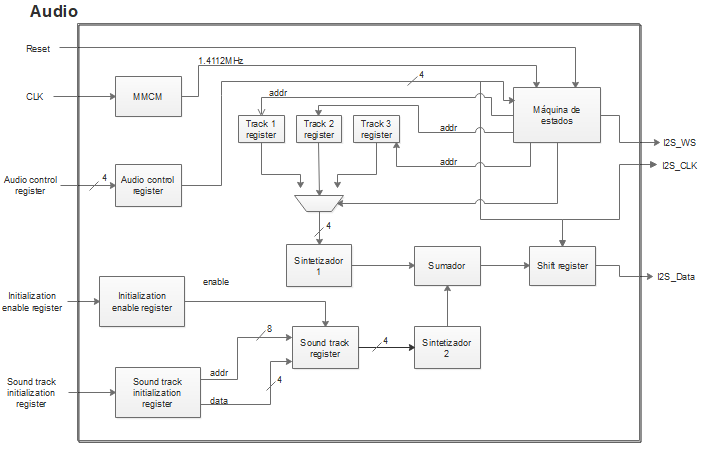 Audio
Reset
1.4112MHz
4
CLK
MMCM
addr
Máquina de
estados
Track 1
register
Track 2
register
Track 3
register
addr
I2S_WS
addr
I2S_CLK
Audio control
register
4
Audio control
register
4
Sintetizador
1
Sumador
Shift register
I2S_Data
enable
Initialization
enable register
Initialization
enable register
8
Sound track
register
4
Sintetizador
2
addr
4
Sound track
initialization
register
Sound track
initialization
register
data